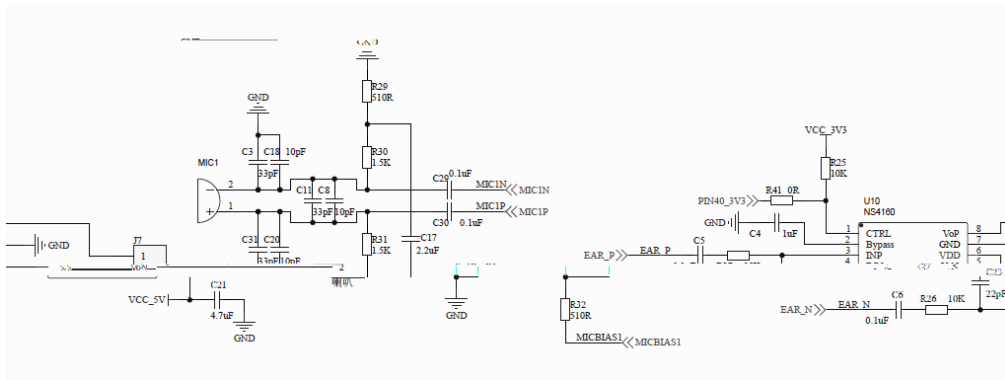 R29
510R
GND
VCC_3V3
C3 C18 10pF
R30
1.5K
R25
10K
MIC1
33pF
C29
0.1uF
R41 0R
U10
NS4160
2
C11 C8
MIC1N
MIC1N
PIN40_3V3
1
33pF 10pF
MIC1P
MIC1P
GND
1 CTRL VoP 8
C30 0.1uF
C4 1uF
2 Bypass GND 7
GND
J7
C31 C20
R31
1.5K
C17
2.2uF
EAR_P
EAR_P
C5
3 INP VDD 6
1
33pF 10pF
2
4
5
喇叭
VCC_5V
C21
4.7uF
GND
GND
R32
510R
22pF
EAR_N
EAR_N
C6
0.1uF
R26 10K
MICBIAS1
MICBIAS1